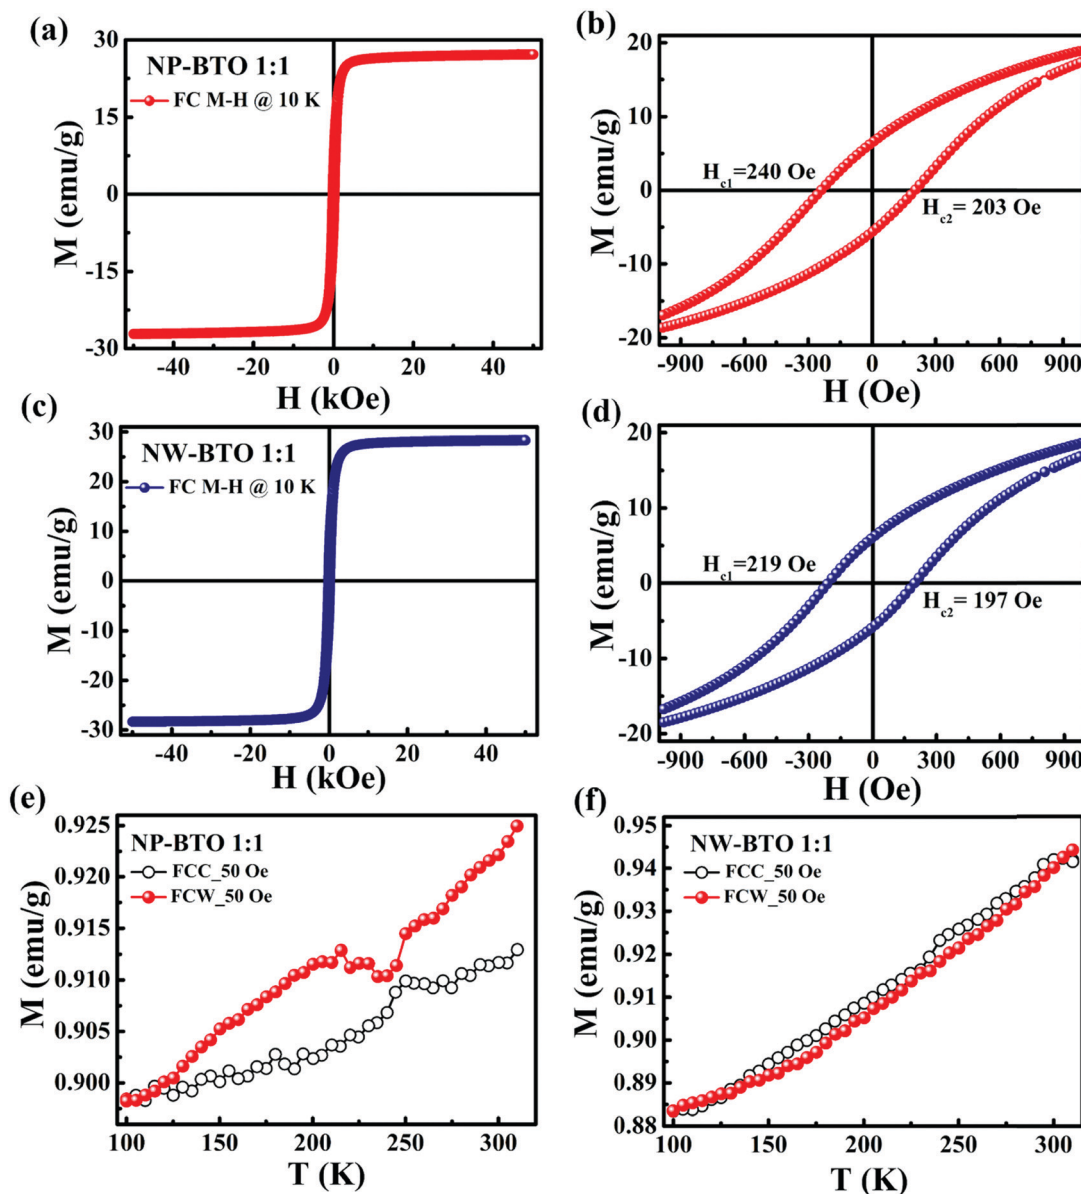 (a)
30
15
0
-15
-30
M (emu/g)
NP-BTO 1:1
FC M-H @ 10 K
-40 -20 0 20 40
H (kOe)
(b)
20
10
0
-10
-20
M (emu/g)
H_c1=240 Oe
H_c2= 203 Oe
-900 -600 -300 0 300 600 900
H (Oe)
(c)
30
20
10
0
-10
-20
-30
M (emu/g)
NW-BTO 1:1
FC M-H @ 10 K
-40 -20 0 20 40
H (kOe)
(d)
20
10
0
-10
-20
M (emu/g)
H_c1=219 Oe
H_c2= 197 Oe
-900 -600 -300 0 300 600 900
H (Oe)
(e)
0.925
0.920
0.915
0.910
0.905
0.900
M (emu/g)
NP-BTO 1:1
FCC_50 Oe
FCW_50 Oe
100 150 200 250 300
T (K)
(f)
0.95
0.94
0.93
0.92
0.91
0.90
0.89
0.88
M (emu/g)
NW-BTO 1:1
FCC_50 Oe
FCW_50 Oe
100 150 200 250 300
T (K)